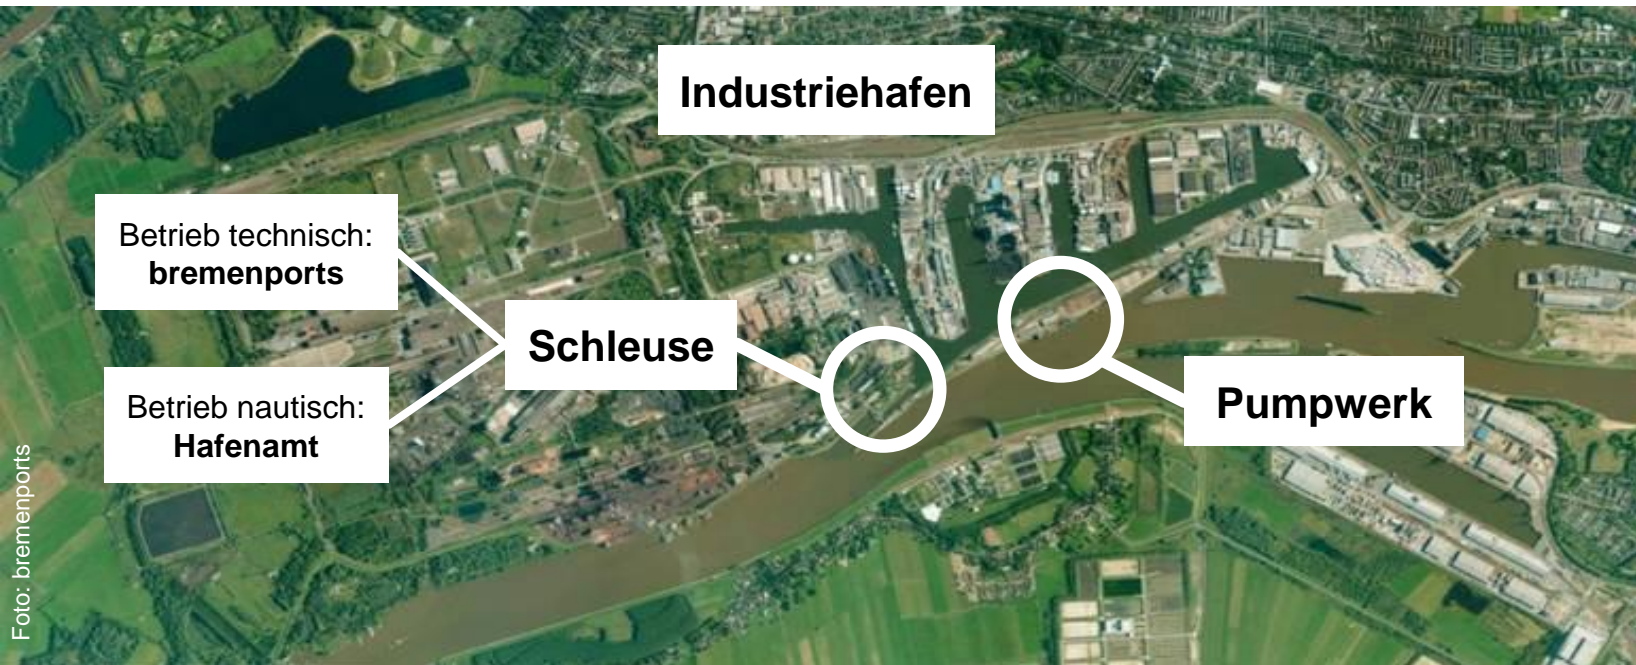 Industriehafen
Betrieb technisch:
bremenports
Schleuse
Betrieb nautisch:
Hafenamt
Pumpwerk
Foto: bremenports